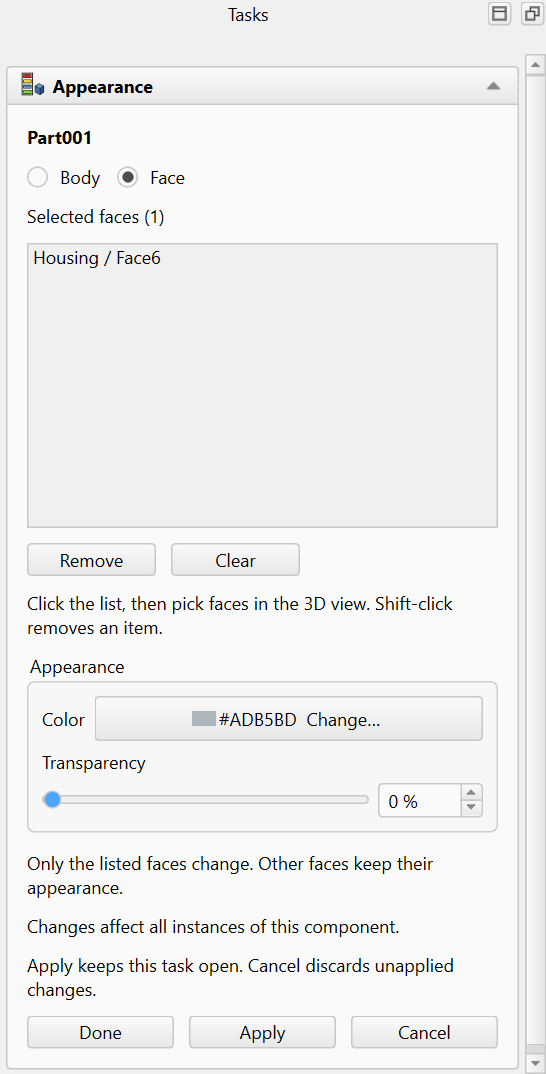 Tasks
Appearance
Part001
Body Face
Selected faces (1)
Housing / Face6
Remove Clear
Click the list, then pick faces in the 3D view. Shift-click
removes an item.
Appearance
Color #ADB5BD Change...
Transparency
0 %
Only the listed faces change. Other faces keep their
appearance.
Changes affect all instances of this component.
Apply keeps this task open. Cancel discards unapplied
changes.
Done Apply Cancel